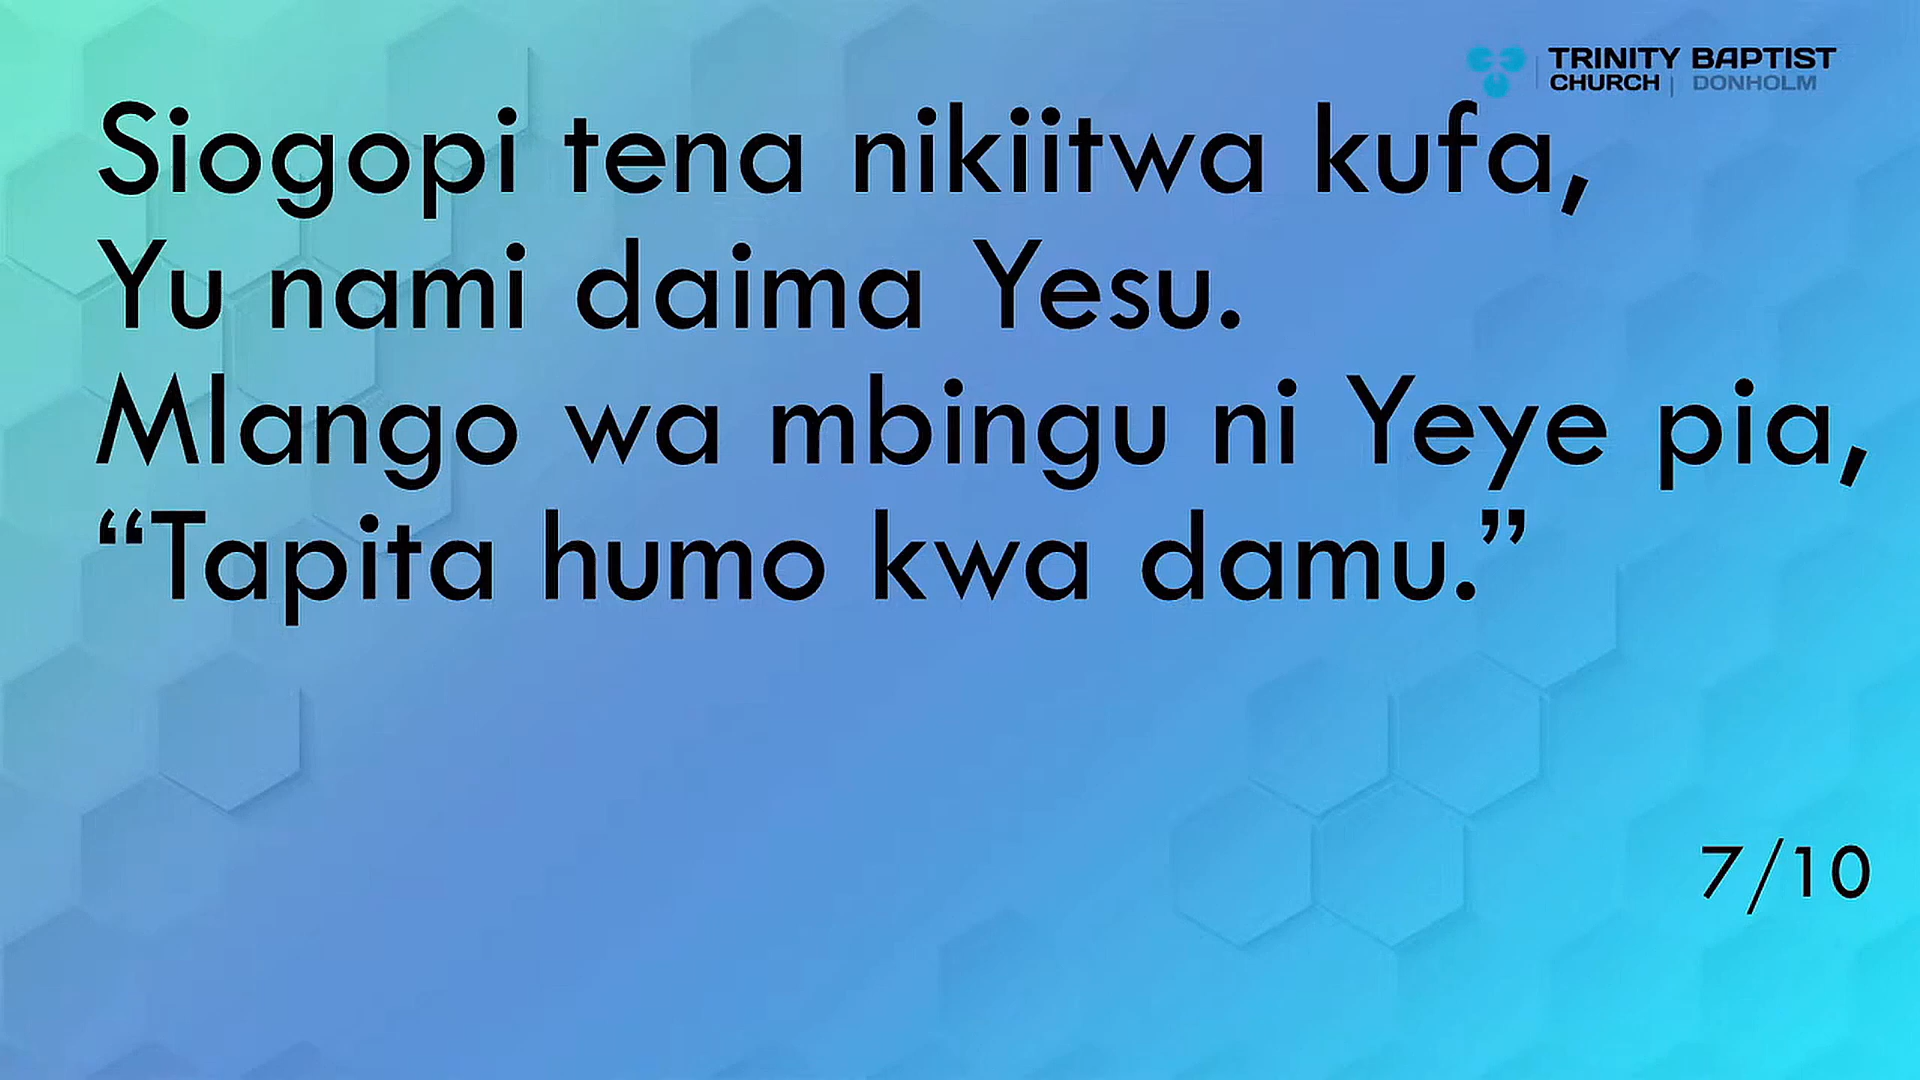 TRINITY BAPTIST
CHURCH | DONHOLM
Siogopi tena nikiitwa kufa,
Yu nami daima Yesu.
Mlango wa mbingu ni Yeye pia,
“Tapita humo kwa damu.”
7/10